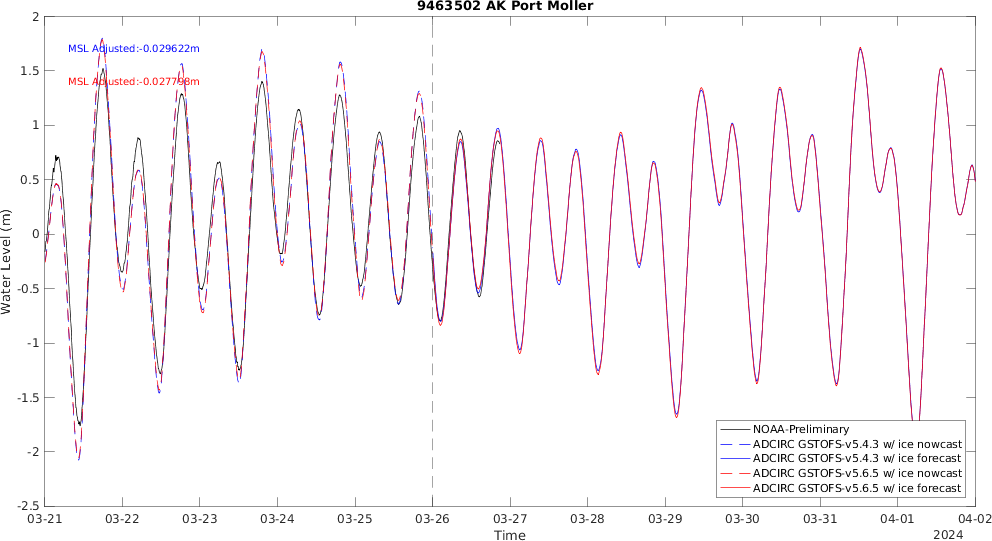 9463502 AK Port Moller
MSL Adjusted:-0.029622m
MSL Adjusted:-0.027798m
Water Level (m)
2
1.5
1
0.5
0
-0.5
-1
-1.5
-2
-2.5
NOAA-Preliminary
ADCIRC GSTOFS-v5.4.3 w/ ice nowcast
ADCIRC GSTOFS-v5.4.3 w/ ice forecast
ADCIRC GSTOFS-v5.6.5 w/ ice nowcast
ADCIRC GSTOFS-v5.6.5 w/ ice forecast
03-21 03-22 03-23 03-24 03-25 03-26 03-27 03-28 03-29 03-30 03-31 04-01 04-02
Time
2024